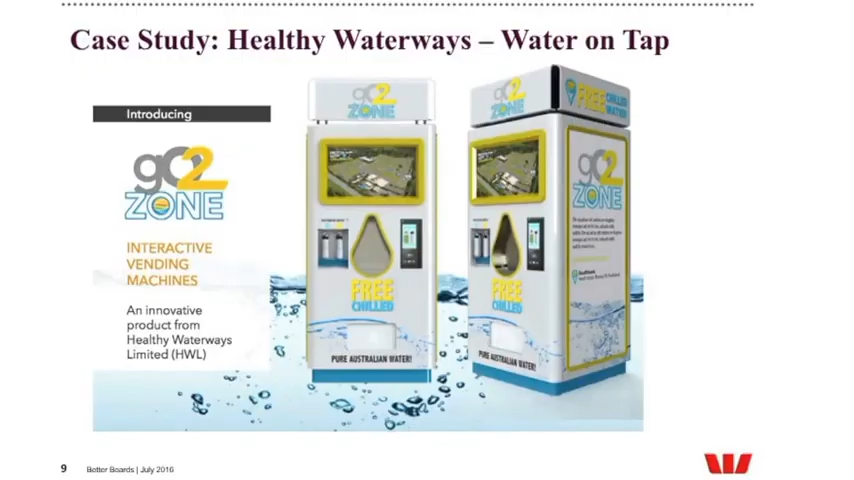 Case Study: Healthy Waterways – Water on Tap
Introducing
gO2
ZONE
INTERACTIVE
VENDING
MACHINES
An innovative
product from
Healthy Waterways
Limited (HWL)
gO2
ZONE
FREE
CHILLED
PURE AUSTRALIAN WATER!
gO2
ZONE
FREE
CHILLED
PURE AUSTRALIAN WATER!
FREE CHILLED
WATER
gO2
ZONE
9 Better Boards | July 2016